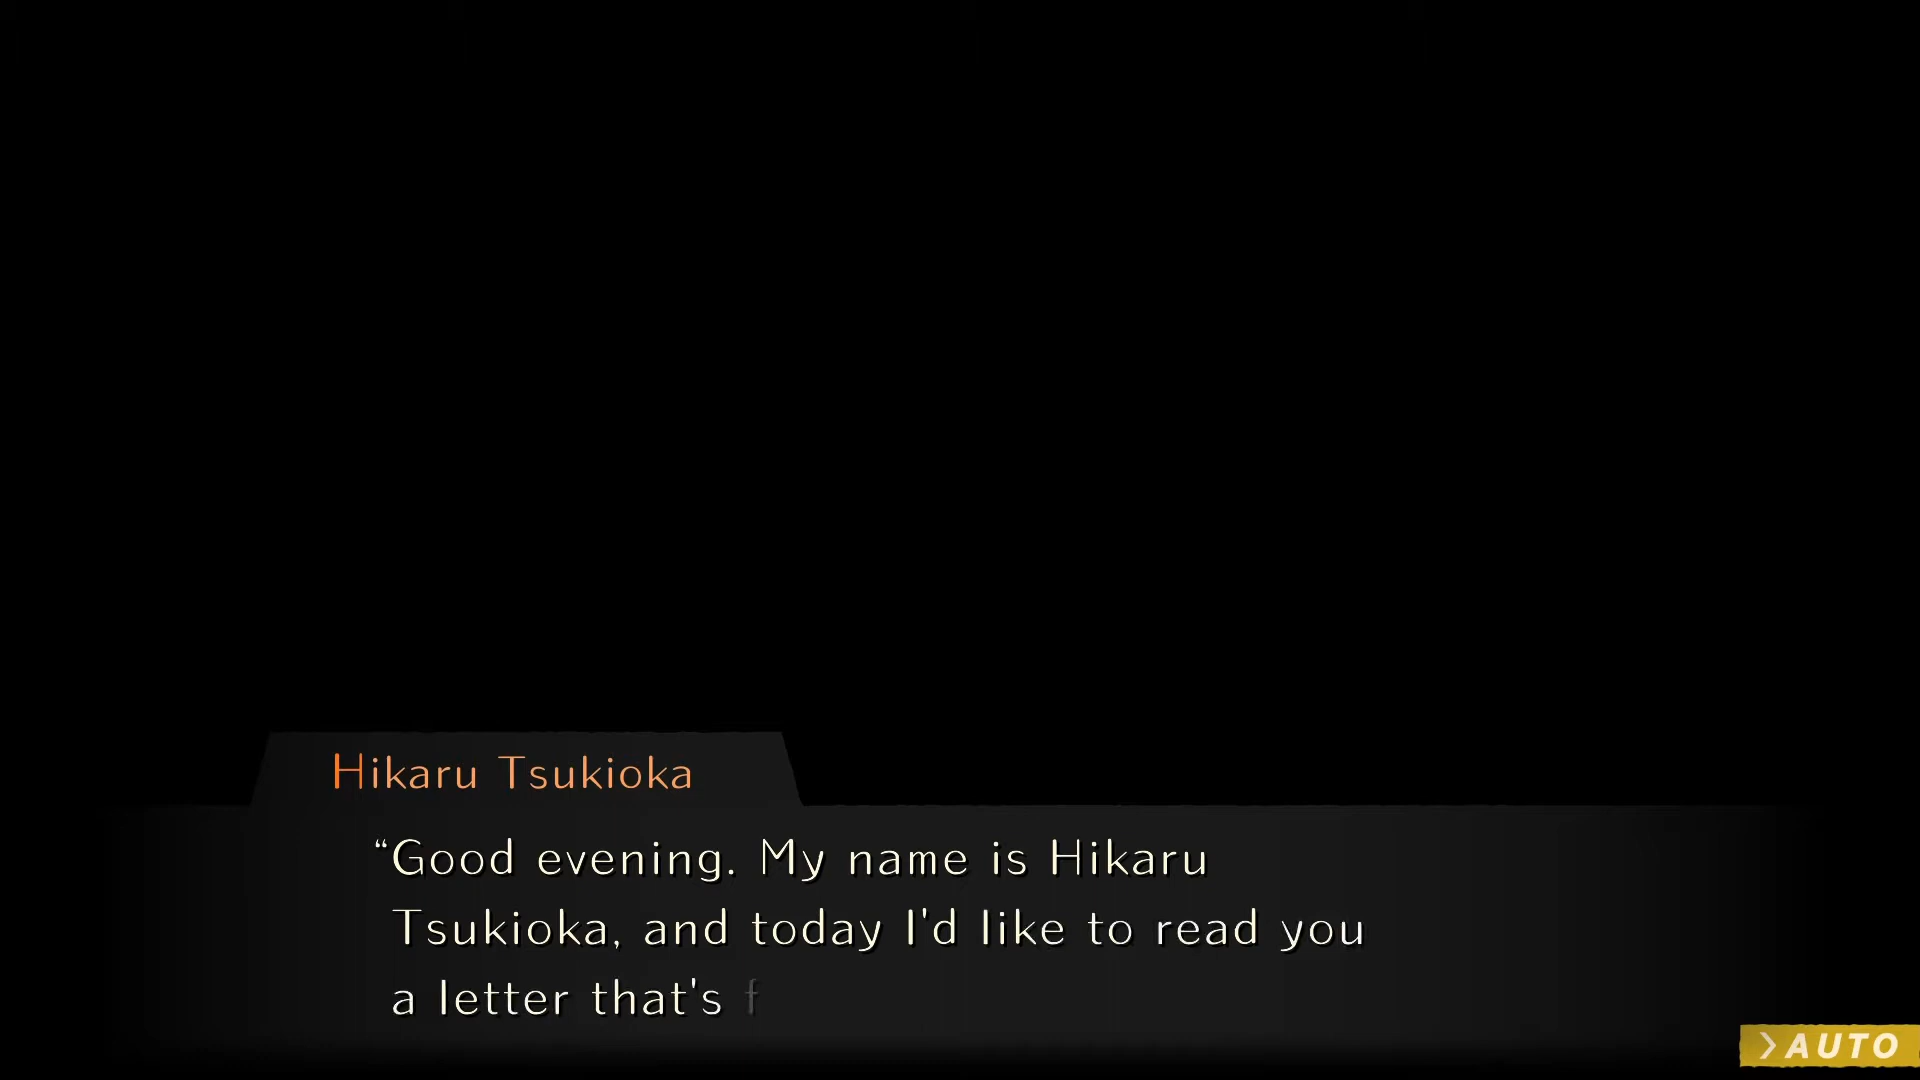 Hikaru Tsukioka
“Good evening. My name is Hikaru
Tsukioka, and today I'd like to read you
a letter that's f
AUTO